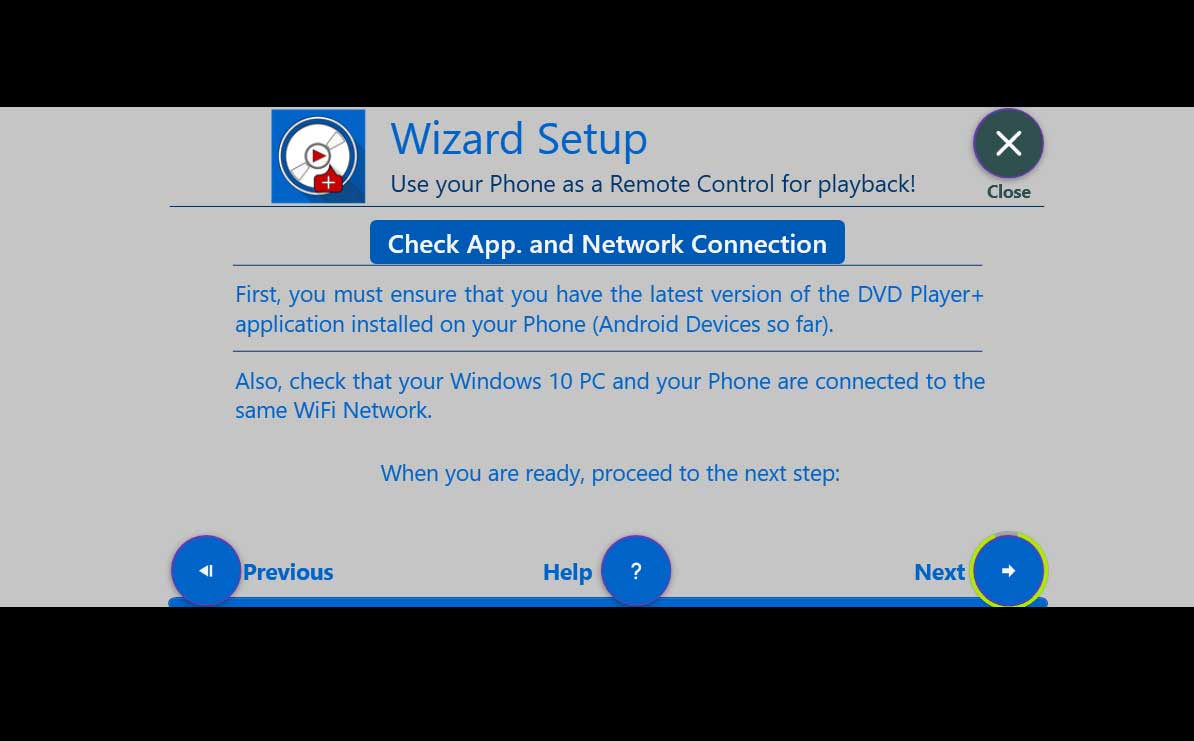 Wizard Setup
Use your Phone as a Remote Control for playback!
Close
Check App. and Network Connection
First, you must ensure that you have the latest version of the DVD Player+
application installed on your Phone (Android Devices so far).
Also, check that your Windows 10 PC and your Phone are connected to the
same WiFi Network.
When you are ready, proceed to the next step:
Previous
Help ?
Next